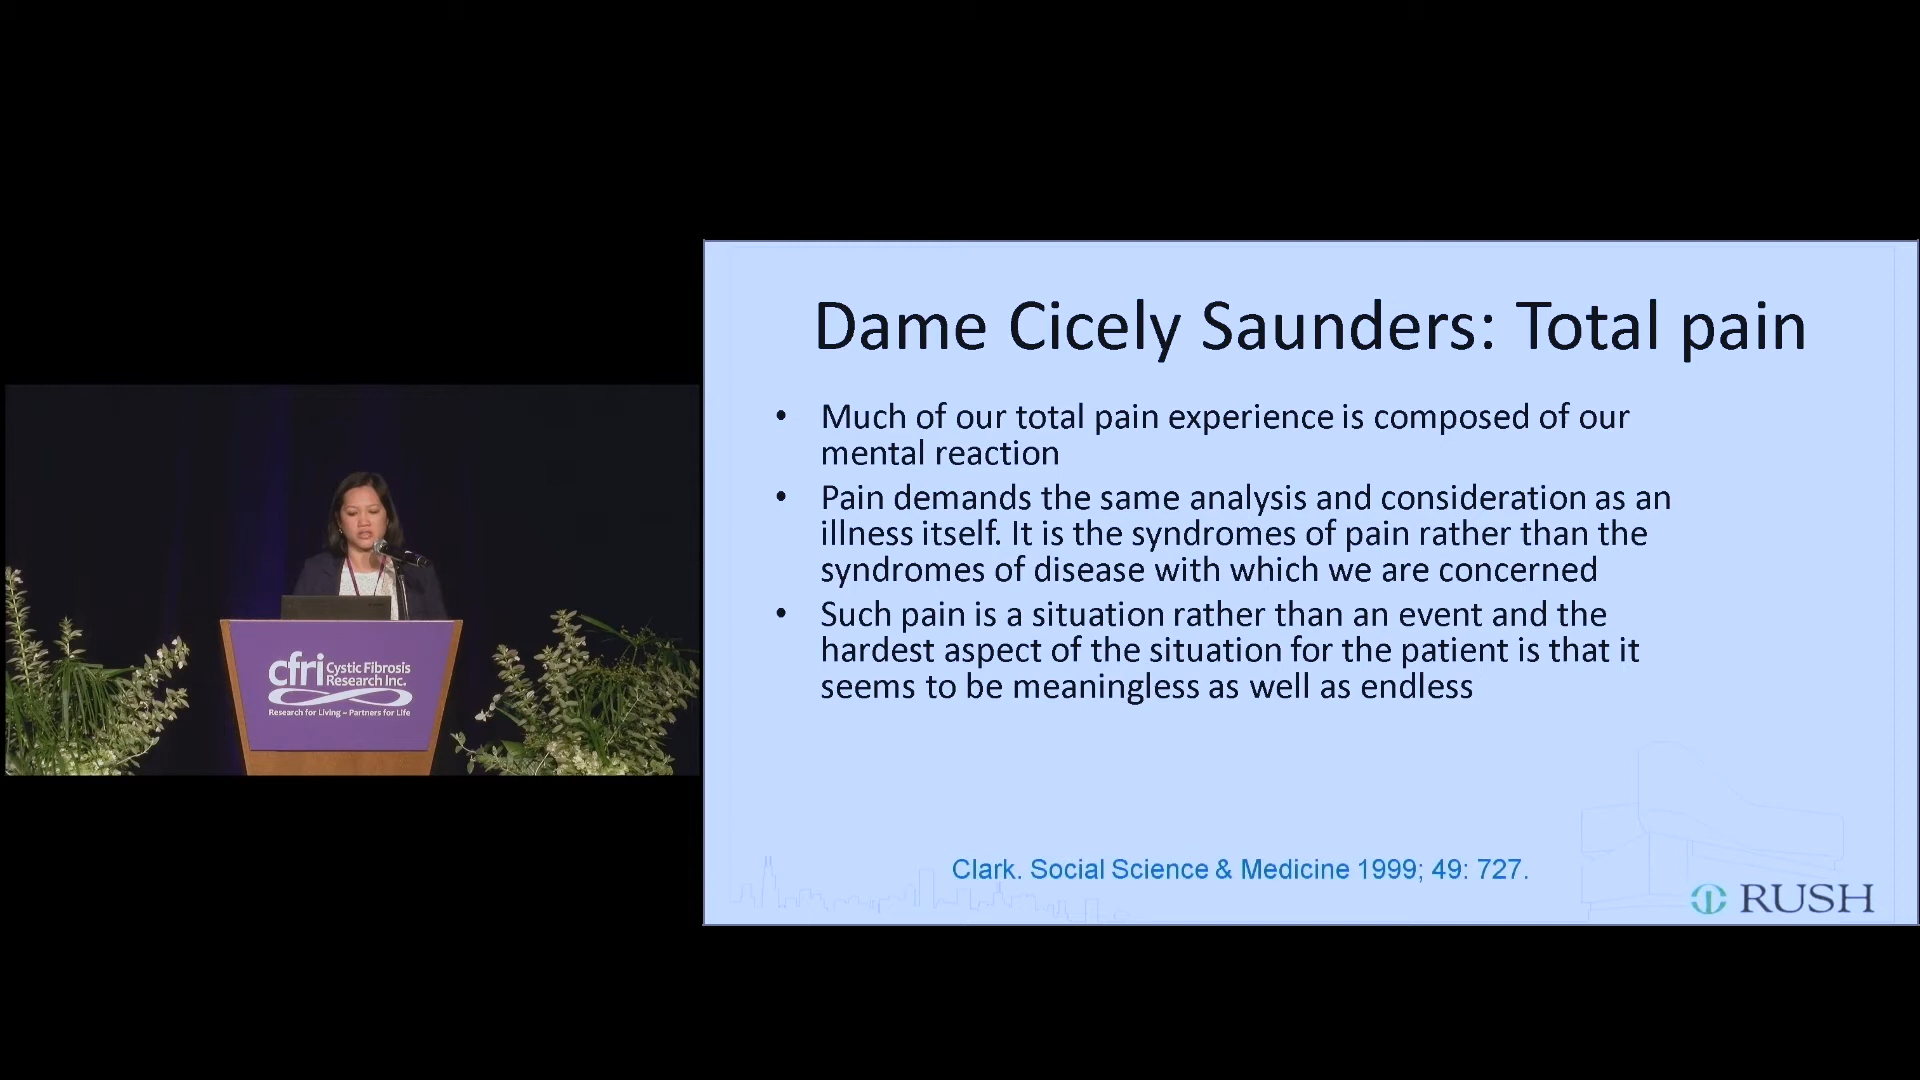 cfri Cystic Fibrosis
Research Inc.
Research for Living ~ Partners for Life
Dame Cicely Saunders: Total pain
• Much of our total pain experience is composed of our
mental reaction
• Pain demands the same analysis and consideration as an
illness itself. It is the syndromes of pain rather than the
syndromes of disease with which we are concerned
• Such pain is a situation rather than an event and the
hardest aspect of the situation for the patient is that it
seems to be meaningless as well as endless
Clark. Social Science & Medicine 1999; 49: 727.
RUSH